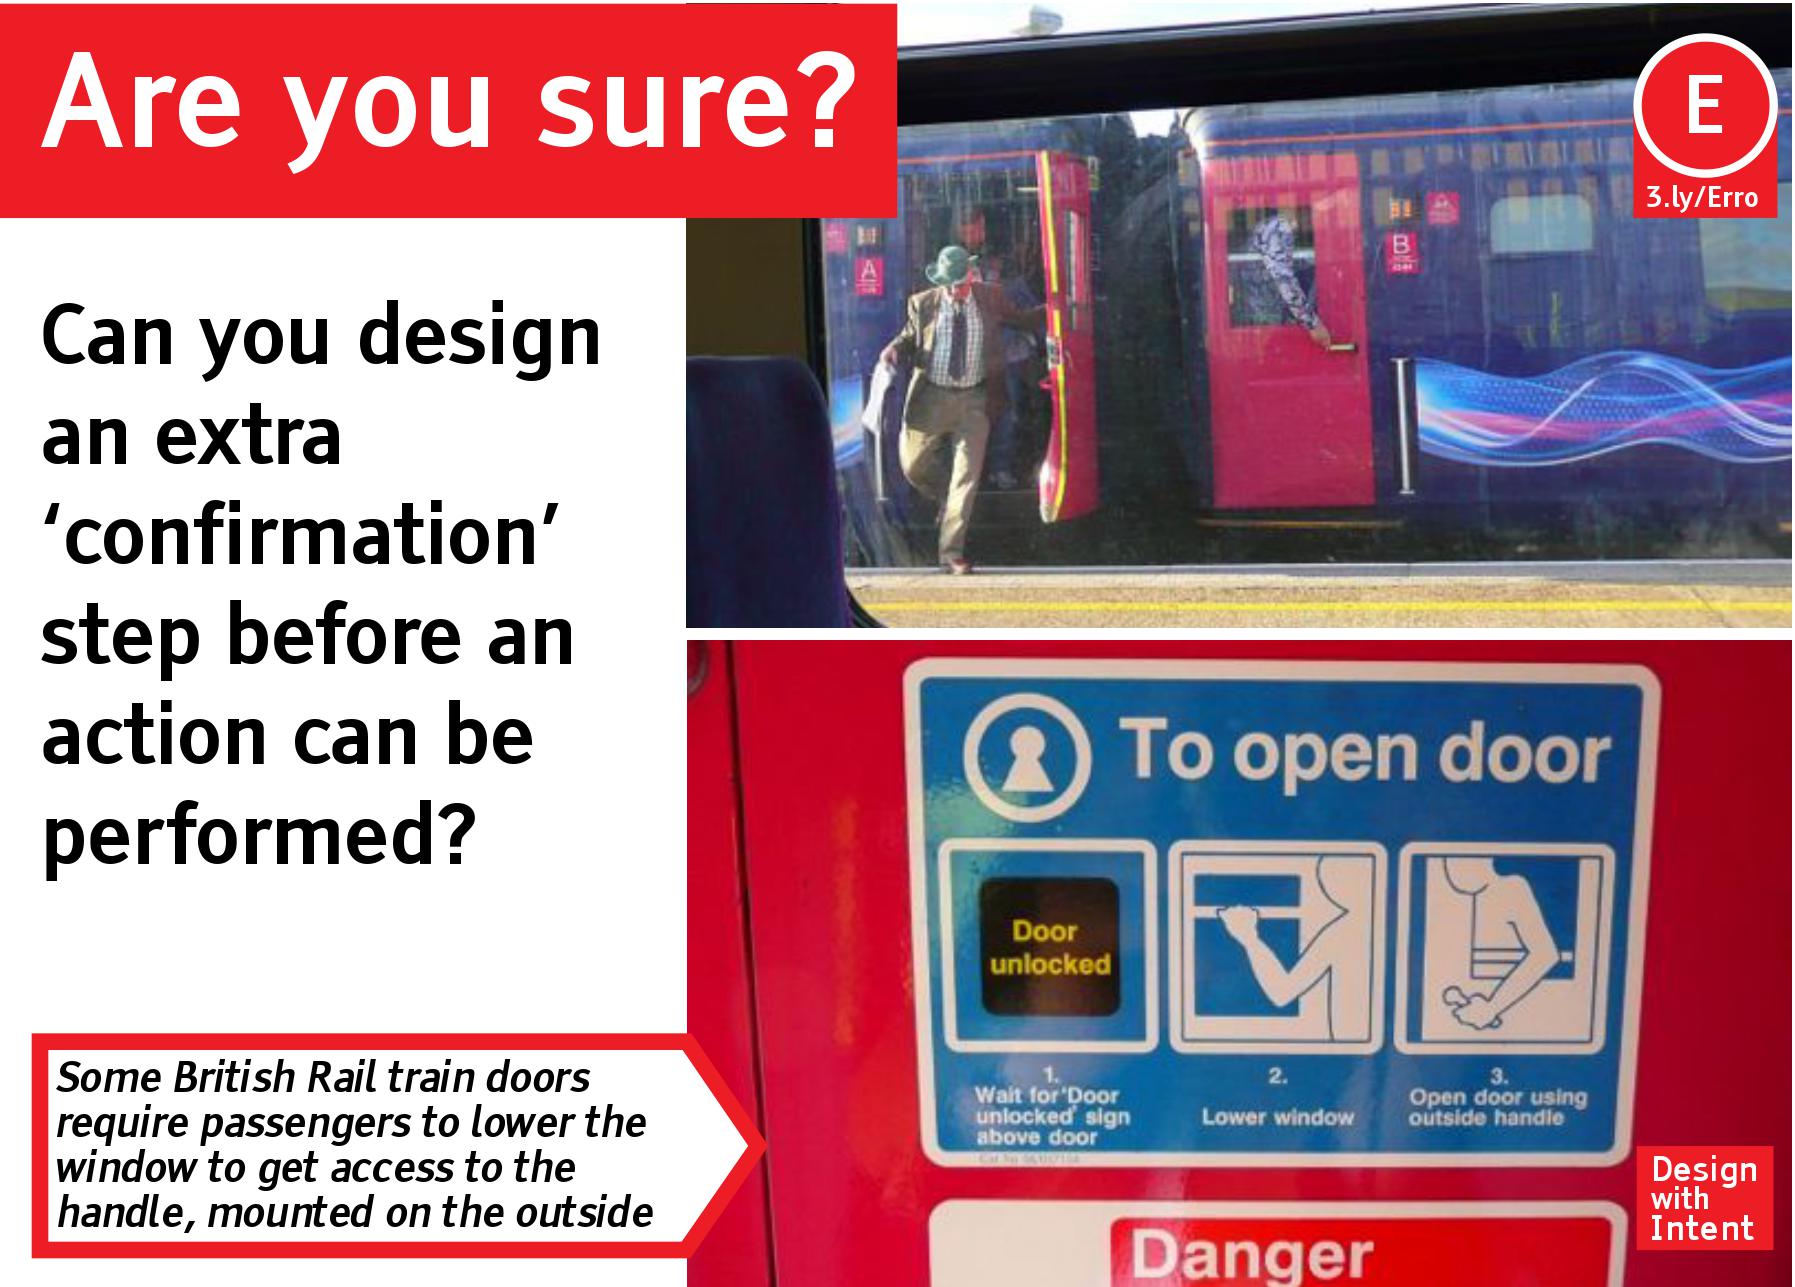 Are you sure?
E
3.ly/Erro
Can you design
an extra
‘confirmation’
step before an
action can be
performed?
A
B
To open door
Door
unlocked
1.
Wait for 'Door
unlocked' sign
above door
2.
Lower window
3.
Open door using
outside handle
Danger
Some British Rail train doors
require passengers to lower the
window to get access to the
handle, mounted on the outside
Design
with
Intent